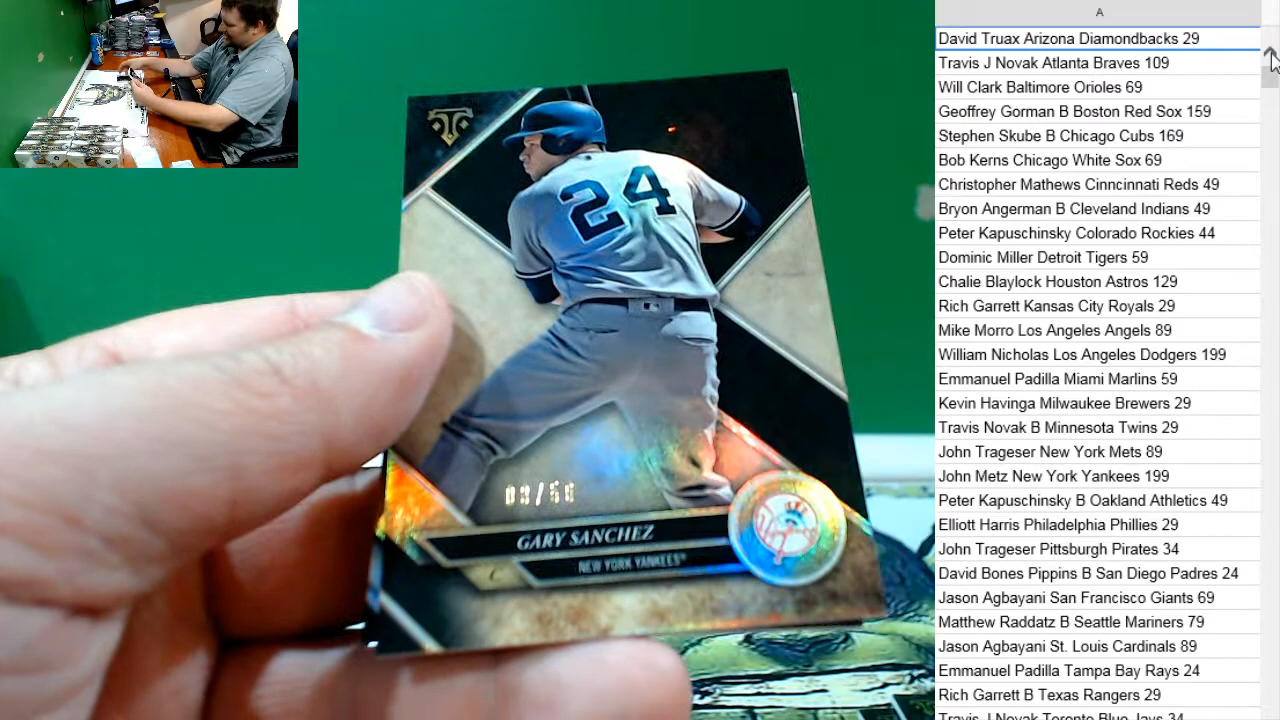 24
03/50
GARY SANCHEZ
NEW YORK YANKEES
A
David Truax Arizona Diamondbacks 29
Travis J Novak Atlanta Braves 109
Will Clark Baltimore Orioles 69
Geoffrey Gorman B Boston Red Sox 159
Stephen Skube B Chicago Cubs 169
Bob Kerns Chicago White Sox 69
Christopher Mathews Cinncinnati Reds 49
Bryon Angerman B Cleveland Indians 49
Peter Kapuschinsky Colorado Rockies 44
Dominic Miller Detroit Tigers 59
Chalie Blaylock Houston Astros 129
Rich Garrett Kansas City Royals 29
Mike Morro Los Angeles Angels 89
William Nicholas Los Angeles Dodgers 199
Emmanuel Padilla Miami Marlins 59
Kevin Havinga Milwaukee Brewers 29
Travis Novak B Minnesota Twins 29
John Trageser New York Mets 89
John Metz New York Yankees 199
Peter Kapuschinsky B Oakland Athletics 49
Elliott Harris Philadelphia Phillies 29
John Trageser Pittsburgh Pirates 34
David Bones Pippins B San Diego Padres 24
Jason Agbayani San Francisco Giants 69
Matthew Raddatz B Seattle Mariners 79
Jason Agbayani St. Louis Cardinals 89
Emmanuel Padilla Tampa Bay Rays 24
Rich Garrett B Texas Rangers 29
Travis J Novak Toronto Blue Jays 34